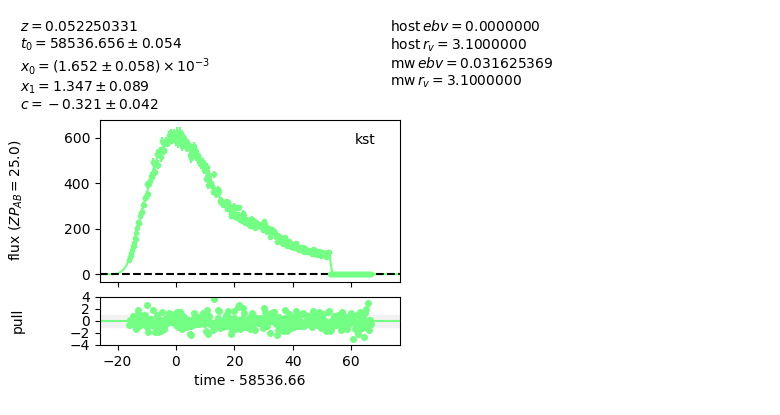 z = 0.052250331
t₀ = 58536.656 ± 0.054
x₀ = (1.652 ± 0.058) × 10⁻³
x₁ = 1.347 ± 0.089
c = −0.321 ± 0.042
host ebv = 0.0000000
host r_v = 3.1000000
mw ebv = 0.031625369
mw r_v = 3.1000000
kst
flux (ZP_AB = 25.0)
600
400
200
0
pull
4
2
0
−2
−4
−20 0 20 40 60
time - 58536.66